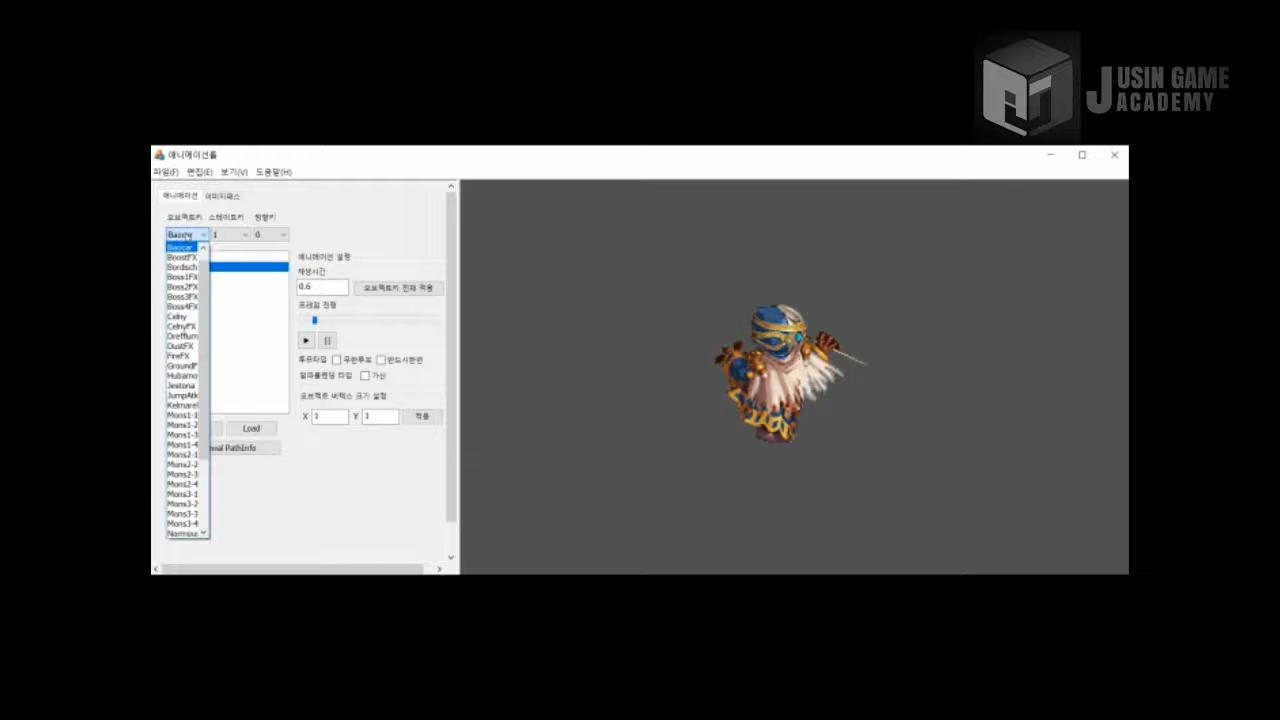 JUSIN GAME
ACADEMY
애니메이션툴
파일(F) 편집(E) 보기(V) 도움말(H)
애니메이션 이미지패스
오브젝트키 스테이트키 방향키
1 0
BoostFX
Bordisch
Boss1FX
Boss2FX
Boss3FX
Boss4FX
Celny
CelnyFX
Drefflum
DustFX
FireFX
GroundF
Hubamo
Jestona
JumpAtk
Kelmarel
Mons1-1
Mons1-2
Mons1-3
Mons1-4
Mons2-1
Mons2-2
Mons2-3
Mons2-4
Mons3-1
Mons3-2
Mons3-3
Mons3-4
애니메이션 설정
재생시간
0.6 오브젝트키 전체 적용
프레임 진행
루프타입 무한루프 반드시한번
알파블렌딩 타입 가산
오브젝트 버텍스 크기 설정
X 1 Y 1 적용
Load
PathInfo